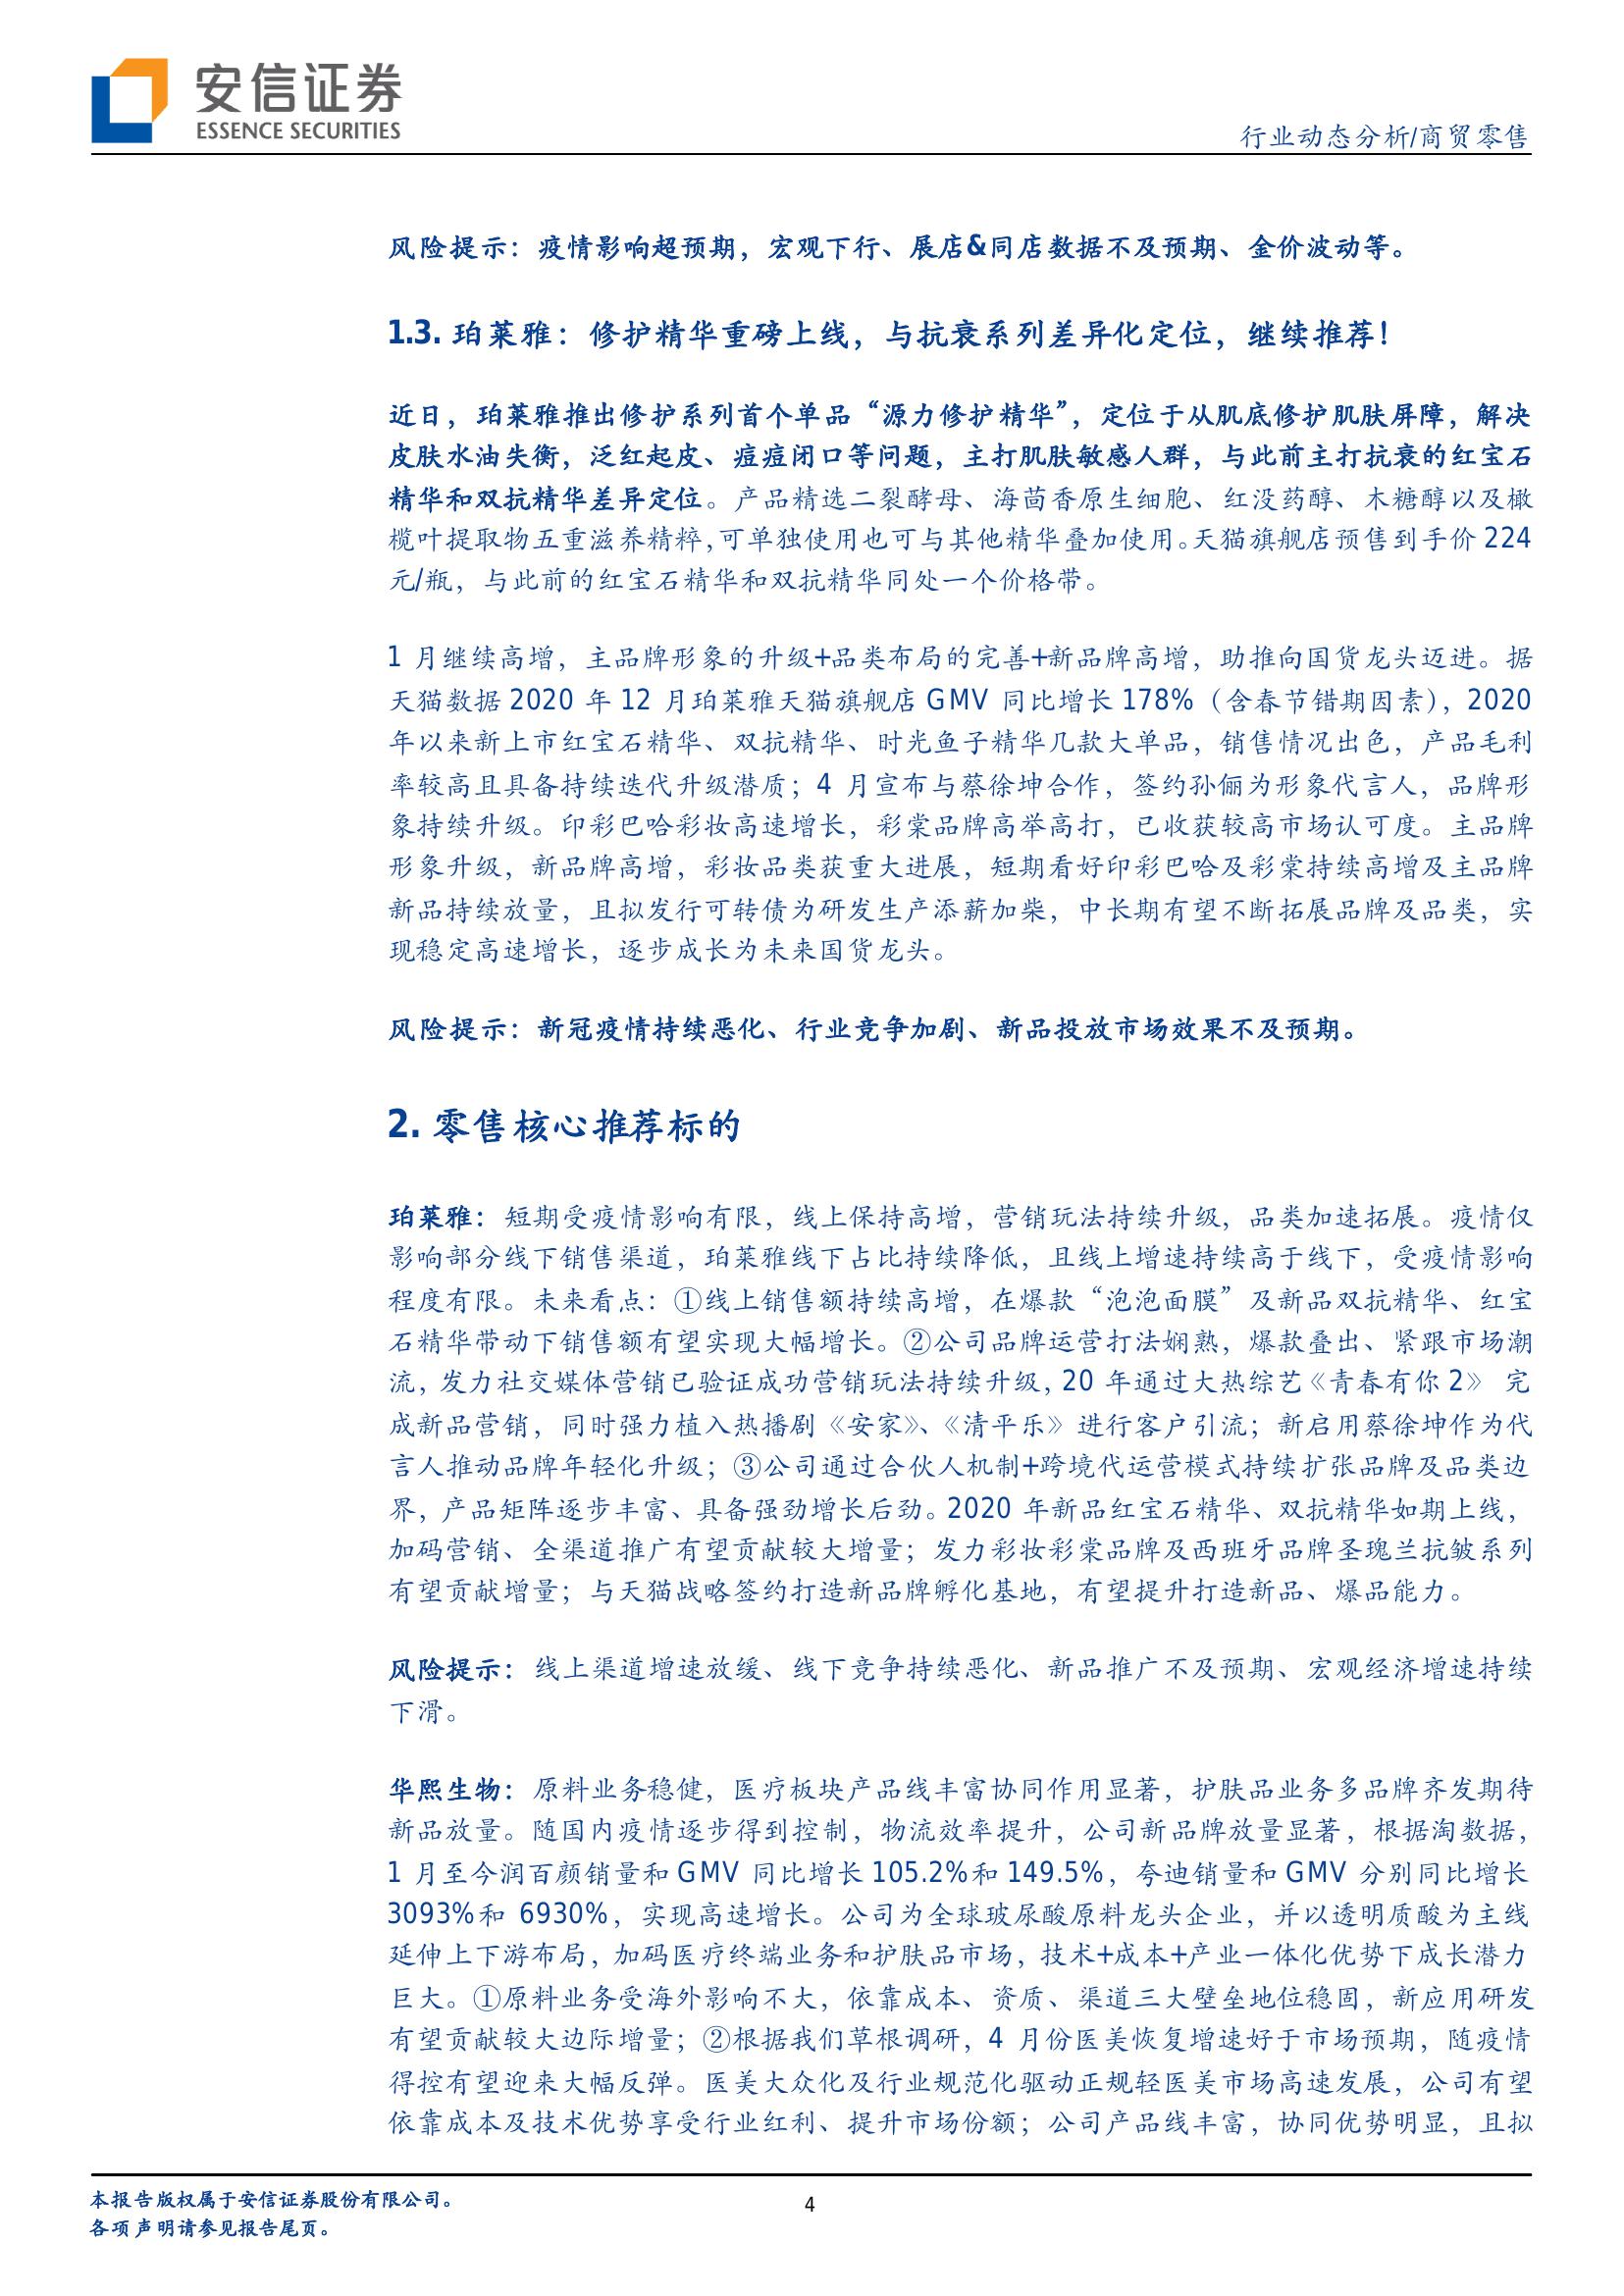 安信证券
ESSENCE SECURITIES
行业动态分析/商贸零售
风险提示：疫情影响超预期，宏观下行、展店&同店数据不及预期、金价波动等。
1.3. 珀莱雅：修护精华重磅上线，与抗衰系列差异化定位，继续推荐！
近日，珀莱雅推出修护系列首个单品“源力修护精华”，定位于从肌底修护肌肤屏障，解决
皮肤水油失衡，泛红起皮、痘痘闭口等问题，主打肌肤敏感人群，与此前主打抗衰的红宝石
精华和双抗精华差异定位。产品精选二裂酵母、海茴香原生细胞、红没药醇、木糖醇以及橄
榄叶提取物五重滋养精粹，可单独使用也可与其他精华叠加使用。天猫旗舰店预售到手价 224
元/瓶，与此前的红宝石精华和双抗精华同处一个价格带。
1 月继续高增，主品牌形象的升级+品类布局的完善+新品牌高增，助推向国货龙头迈进。据
天猫数据 2020 年 12 月珀莱雅天猫旗舰店 GMV 同比增长 178%（含春节错期因素），2020
年以来新上市红宝石精华、双抗精华、时光鱼子精华几款大单品，销售情况出色，产品毛利
率较高且具备持续迭代升级潜质；4 月宣布与蔡徐坤合作，签约孙俪为形象代言人，品牌形
象持续升级。印彩巴哈彩妆高速增长，彩棠品牌高举高打，已收获较高市场认可度。主品牌
形象升级，新品牌高增，彩妆品类获重大进展，短期看好印彩巴哈及彩棠持续高增及主品牌
新品持续放量，且拟发行可转债为研发生产添薪加柴，中长期有望不断拓展品牌及品类，实
现稳定高速增长，逐步成长为未来国货龙头。
风险提示：新冠疫情持续恶化、行业竞争加剧、新品投放市场效果不及预期。
2. 零售核心推荐标的
珀莱雅：短期受疫情影响有限，线上保持高增，营销玩法持续升级，品类加速拓展。疫情仅
影响部分线下销售渠道，珀莱雅线下占比持续降低，且线上增速持续高于线下，受疫情影响
程度有限。未来看点：①线上销售额持续高增，在爆款“泡泡面膜”及新品双抗精华、红宝
石精华带动下销售额有望实现大幅增长。②公司品牌运营打法娴熟，爆款叠出、紧跟市场潮
流，发力社交媒体营销已验证成功营销玩法持续升级，20 年通过大热综艺《青春有你 2》 完
成新品营销，同时强力植入热播剧《安家》、《清平乐》进行客户引流；新启用蔡徐坤作为代
言人推动品牌年轻化升级；③公司通过合伙人机制+跨境代运营模式持续扩张品牌及品类边
界，产品矩阵逐步丰富、具备强劲增长后劲。2020 年新品红宝石精华、双抗精华如期上线，
加码营销、全渠道推广有望贡献较大增量；发力彩妆彩棠品牌及西班牙品牌圣瑰兰抗皱系列
有望贡献增量；与天猫战略签约打造新品牌孵化基地，有望提升打造新品、爆品能力。
风险提示：线上渠道增速放缓、线下竞争持续恶化、新品推广不及预期、宏观经济增速持续
下滑。
华熙生物：原料业务稳健，医疗板块产品线丰富协同作用显著，护肤品业务多品牌齐发期待
新品放量。随国内疫情逐步得到控制，物流效率提升，公司新品牌放量显著，根据淘数据，
1 月至今润百颜销量和 GMV 同比增长 105.2%和 149.5%，夸迪销量和 GMV 分别同比增长
3093%和 6930%，实现高速增长。公司为全球玻尿酸原料龙头企业，并以透明质酸为主线
延伸上下游布局，加码医疗终端业务和护肤品市场，技术+成本+产业一体化优势下成长潜力
巨大。①原料业务受海外影响不大，依靠成本、资质、渠道三大壁垒地位稳固，新应用研发
有望贡献较大边际增量；②根据我们草根调研，4 月份医美恢复增速好于市场预期，随疫情
得控有望迎来大幅反弹。医美大众化及行业规范化驱动正规轻医美市场高速发展，公司有望
依靠成本及技术优势享受行业红利、提升市场份额；公司产品线丰富，协同优势明显，且拟
本报告版权属于安信证券股份有限公司。
各项声明请参见报告尾页。
4